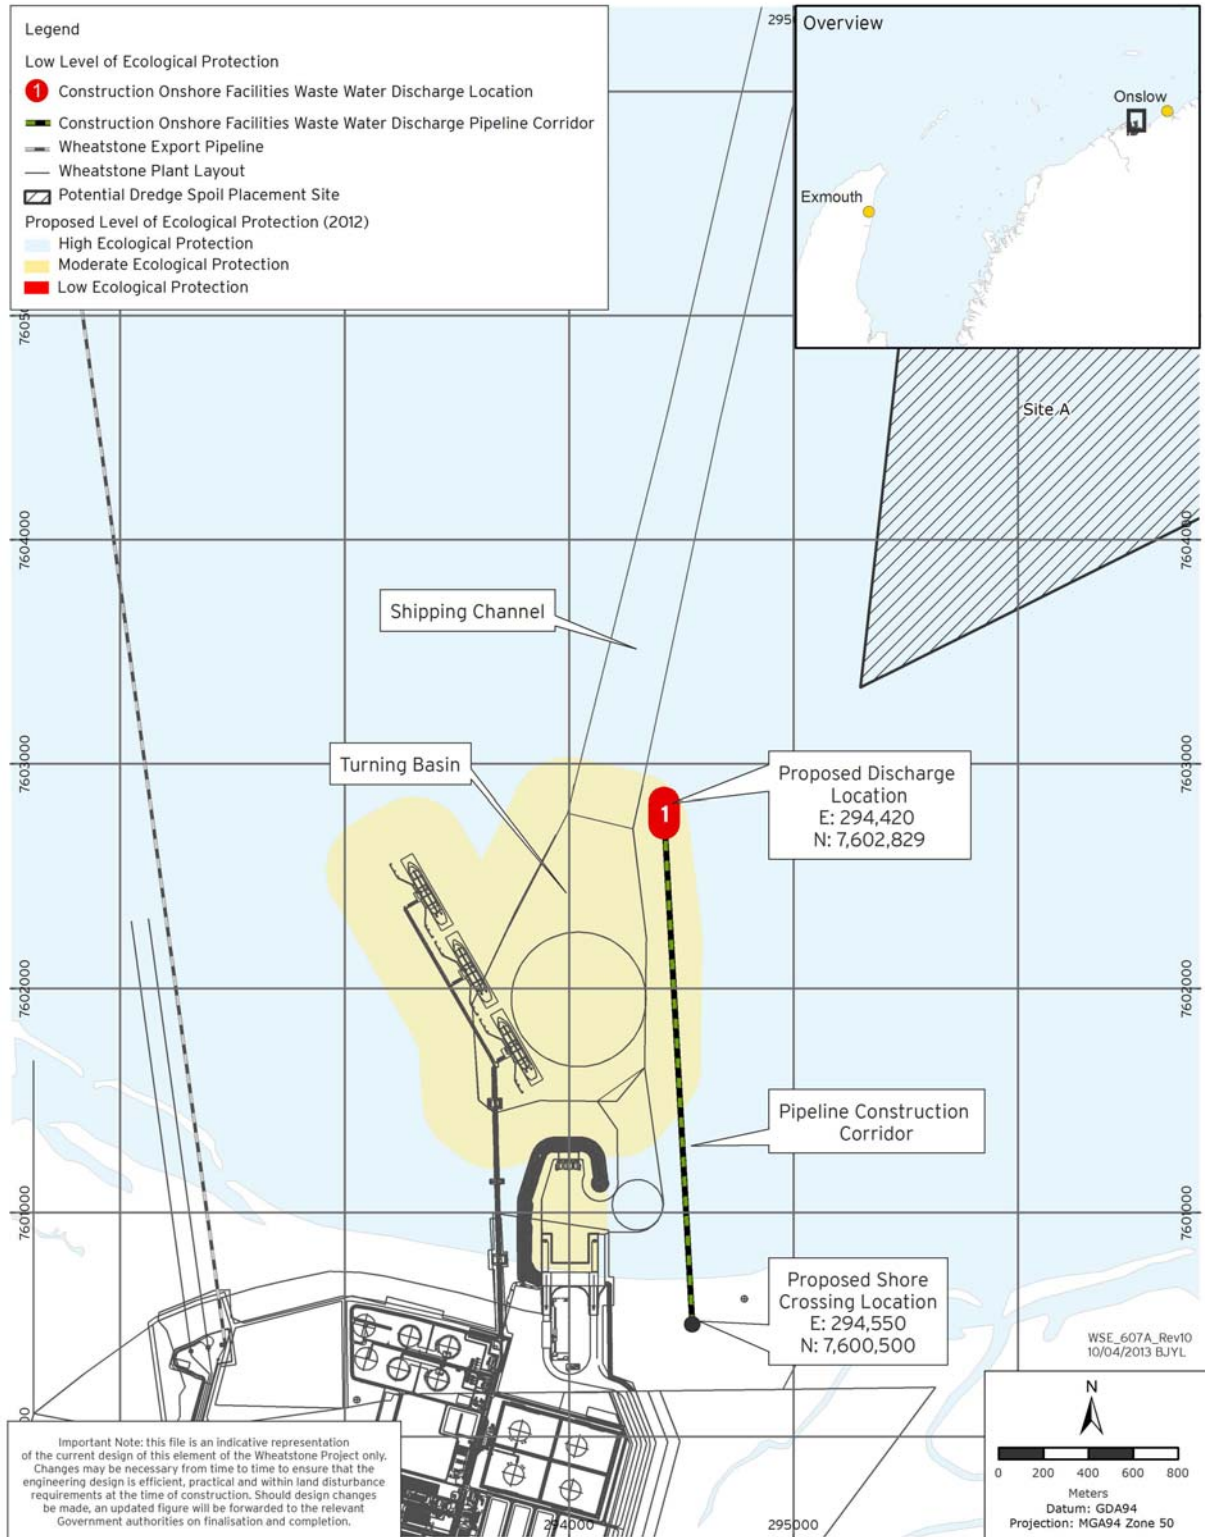 Legend
Low Level of Ecological Protection
1 Construction Onshore Facilities Waste Water Discharge Location
Construction Onshore Facilities Waste Water Discharge Pipeline Corridor
Wheatstone Export Pipeline
Wheatstone Plant Layout
Potential Dredge Spoil Placement Site
Proposed Level of Ecological Protection (2012)
High Ecological Protection
Moderate Ecological Protection
Low Ecological Protection
Overview
Onslow
Exmouth
Site A
7604000
7604000
Shipping Channel
7603000
7603000
Turning Basin
Proposed Discharge
Location
E: 294,420
N: 7,602,829
1
7602000
7602000
Pipeline Construction
Corridor
7601000
7601000
Proposed Shore
Crossing Location
E: 294,550
N: 7,600,500
WSE_607A_Rev10
10/04/2013 BJYL
Important Note: this file is an indicative representation
of the current design of this element of the Wheatstone Project only.
Changes may be necessary from time to time to ensure that the
engineering design is efficient, practical and within land disturbance
requirements at the time of construction. Should design changes
be made, an updated figure will be forwarded to the relevant
Government authorities on finalisation and completion.
294000
295000
N
0 200 400 600 800
Meters
Datum: GDA94
Projection: MGA94 Zone 50